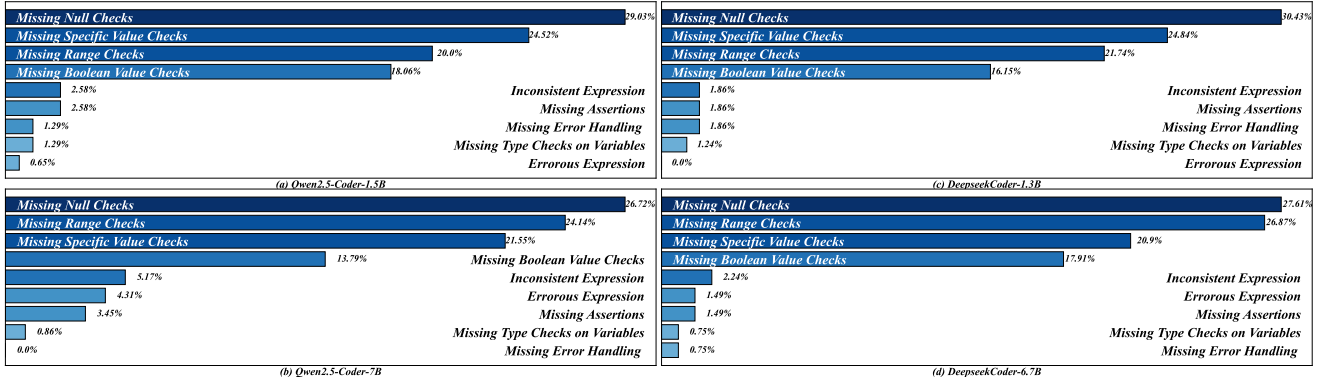 Missing Null Checks 29.03%
Missing Specific Value Checks 24.52%
Missing Range Checks 20.0%
Missing Boolean Value Checks 18.06%
2.58% Inconsistent Expression
2.58% Missing Assertions
1.29% Missing Error Handling
1.29% Missing Type Checks on Variables
0.65% Errorous Expression
(a) Qwen2.5-Coder-1.5B
Missing Null Checks 30.43%
Missing Specific Value Checks 24.84%
Missing Range Checks 21.74%
Missing Boolean Value Checks 16.15%
1.86% Inconsistent Expression
1.86% Missing Assertions
1.86% Missing Error Handling
1.24% Missing Type Checks on Variables
0.0% Errorous Expression
(c) DeepseekCoder-1.3B
Missing Null Checks 26.72%
Missing Range Checks 24.14%
Missing Specific Value Checks 21.55%
13.79% Missing Boolean Value Checks
5.17% Inconsistent Expression
4.31% Errorous Expression
3.45% Missing Assertions
0.86% Missing Type Checks on Variables
0.0% Missing Error Handling
(b) Qwen2.5-Coder-7B
Missing Null Checks 27.61%
Missing Range Checks 26.87%
Missing Specific Value Checks 20.9%
Missing Boolean Value Checks 17.91%
2.24% Inconsistent Expression
1.49% Errorous Expression
1.49% Missing Assertions
0.75% Missing Type Checks on Variables
0.75% Missing Error Handling
(d) DeepseekCoder-6.7B